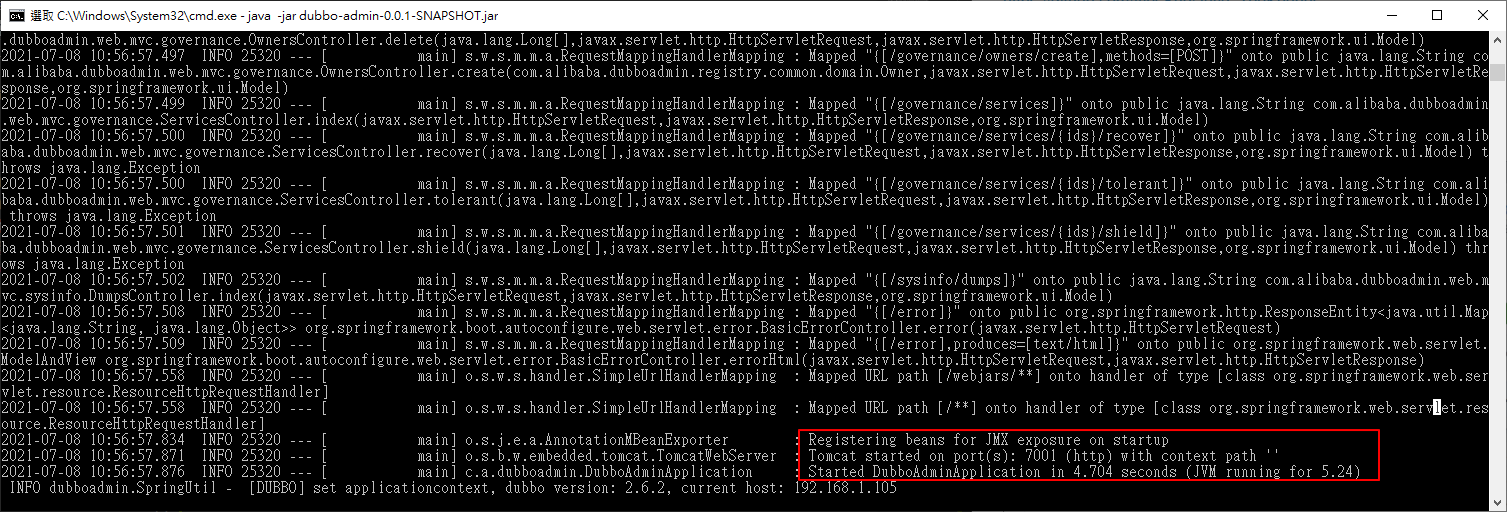 選取 C:\Windows\System32\cmd.exe - java  -jar dubbo-admin-0.0.1-SNAPSHOT.jar
.dubboadmin.web.mvc.governance.OwnersController.delete(java.lang.Long[],javax.servlet.http.HttpServletRequest,javax.servlet.http.HttpServletResponse,org.springframework.ui.Model)
2021-07-08 10:56:57.497  INFO 25320 --- [           main] s.w.s.m.m.a.RequestMappingHandlerMapping : Mapped "{[/governance/owners/create],methods=[POST]}" onto public java.lang.String co
m.alibaba.dubboadmin.web.mvc.governance.OwnersController.create(com.alibaba.dubboadmin.registry.common.domain.Owner,javax.servlet.http.HttpServletRequest,javax.servlet.http.HttpServletRe
sponse,org.springframework.ui.Model)
2021-07-08 10:56:57.499  INFO 25320 --- [           main] s.w.s.m.m.a.RequestMappingHandlerMapping : Mapped "{[/governance/services]}" onto public java.lang.String com.alibaba.dubboadmin
.web.mvc.governance.ServicesController.index(javax.servlet.http.HttpServletRequest,javax.servlet.http.HttpServletResponse,org.springframework.ui.Model)
2021-07-08 10:56:57.500  INFO 25320 --- [           main] s.w.s.m.m.a.RequestMappingHandlerMapping : Mapped "{[/governance/services/{ids}/recover]}" onto public java.lang.String com.alib
aba.dubboadmin.web.mvc.governance.ServicesController.recover(java.lang.Long[],javax.servlet.http.HttpServletRequest,javax.servlet.http.HttpServletResponse,org.springframework.ui.Model) t
hrows java.lang.Exception
2021-07-08 10:56:57.500  INFO 25320 --- [           main] s.w.s.m.m.a.RequestMappingHandlerMapping : Mapped "{[/governance/services/{ids}/tolerant]}" onto public java.lang.String com.ali
baba.dubboadmin.web.mvc.governance.ServicesController.tolerant(java.lang.Long[],javax.servlet.http.HttpServletRequest,javax.servlet.http.HttpServletResponse,org.springframework.ui.Model)
 throws java.lang.Exception
2021-07-08 10:56:57.501  INFO 25320 --- [           main] s.w.s.m.m.a.RequestMappingHandlerMapping : Mapped "{[/governance/services/{ids}/shield]}" onto public java.lang.String com.aliba
ba.dubboadmin.web.mvc.governance.ServicesController.shield(java.lang.Long[],javax.servlet.http.HttpServletRequest,javax.servlet.http.HttpServletResponse,org.springframework.ui.Model) thr
ows java.lang.Exception
2021-07-08 10:56:57.502  INFO 25320 --- [           main] s.w.s.m.m.a.RequestMappingHandlerMapping : Mapped "{[/sysinfo/dumps]}" onto public java.lang.String com.alibaba.dubboadmin.web.m
vc.sysinfo.DumpsController.index(javax.servlet.http.HttpServletRequest,javax.servlet.http.HttpServletResponse,org.springframework.ui.Model)
2021-07-08 10:56:57.508  INFO 25320 --- [           main] s.w.s.m.m.a.RequestMappingHandlerMapping : Mapped "{[/error]}" onto public org.springframework.http.ResponseEntity<java.util.Map
<java.lang.String, java.lang.Object>> org.springframework.boot.autoconfigure.web.servlet.error.BasicErrorController.error(javax.servlet.http.HttpServletRequest)
2021-07-08 10:56:57.509  INFO 25320 --- [           main] s.w.s.m.m.a.RequestMappingHandlerMapping : Mapped "{[/error],produces=[text/html]}" onto public org.springframework.web.servlet.
ModelAndView org.springframework.boot.autoconfigure.web.servlet.error.BasicErrorController.errorHtml(javax.servlet.http.HttpServletRequest,javax.servlet.http.HttpServletResponse)
2021-07-08 10:56:57.558  INFO 25320 --- [           main] o.s.w.s.handler.SimpleUrlHandlerMapping  : Mapped URL path [/webjars/**] onto handler of type [class org.springframework.web.ser
vlet.resource.ResourceHttpRequestHandler]
2021-07-08 10:56:57.558  INFO 25320 --- [           main] o.s.w.s.handler.SimpleUrlHandlerMapping  : Mapped URL path [/**] onto handler of type [class org.springframework.web.servlet.res
ource.ResourceHttpRequestHandler]
2021-07-08 10:56:57.834  INFO 25320 --- [           main] o.s.j.e.a.AnnotationMBeanExporter        : Registering beans for JMX exposure on startup
2021-07-08 10:56:57.871  INFO 25320 --- [           main] o.s.b.w.embedded.tomcat.TomcatWebServer  : Tomcat started on port(s): 7001 (http) with context path ''
2021-07-08 10:56:57.876  INFO 25320 --- [           main] c.a.dubboadmin.DubboAdminApplication     : Started DubboAdminApplication in 4.704 seconds (JVM running for 5.24)
 INFO dubboadmin.SpringUtil -  [DUBBO] set applicationcontext, dubbo version: 2.6.2, current host: 192.168.1.105